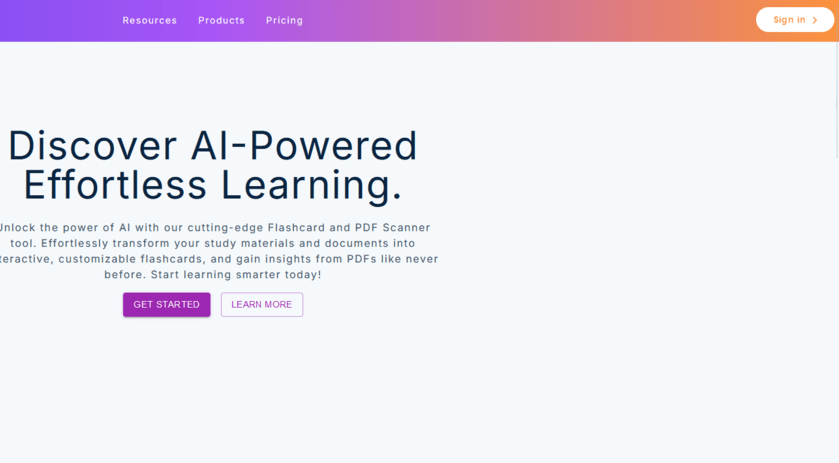 Resources Products Pricing
Sign in
Discover AI-Powered
Effortless Learning.
Unlock the power of AI with our cutting-edge Flashcard and PDF Scanner
tool. Effortlessly transform your study materials and documents into
teractive, customizable flashcards, and gain insights from PDFs like never
before. Start learning smarter today!
GET STARTED LEARN MORE